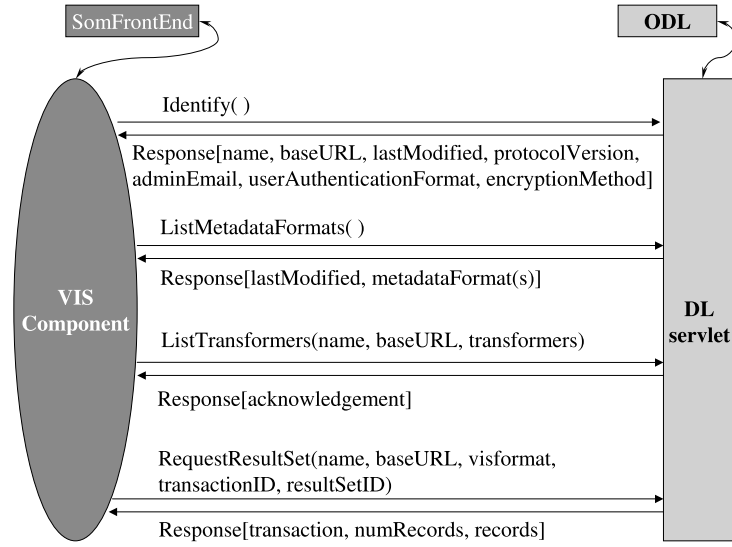 SomFrontEnd
ODL
Identify( )
Response[name, baseURL, lastModified, protocolVersion,
adminEmail, userAuthenticationFormat, encryptionMethod]
ListMetadataFormats( )
Response[lastModified, metadataFormat(s)]
VIS
Component
DL
servlet
ListTransformers(name, baseURL, transformers)
Response[acknowledgement]
RequestResultSet(name, baseURL, visformat,
transactionID, resultSetID)
Response[transaction, numRecords, records]